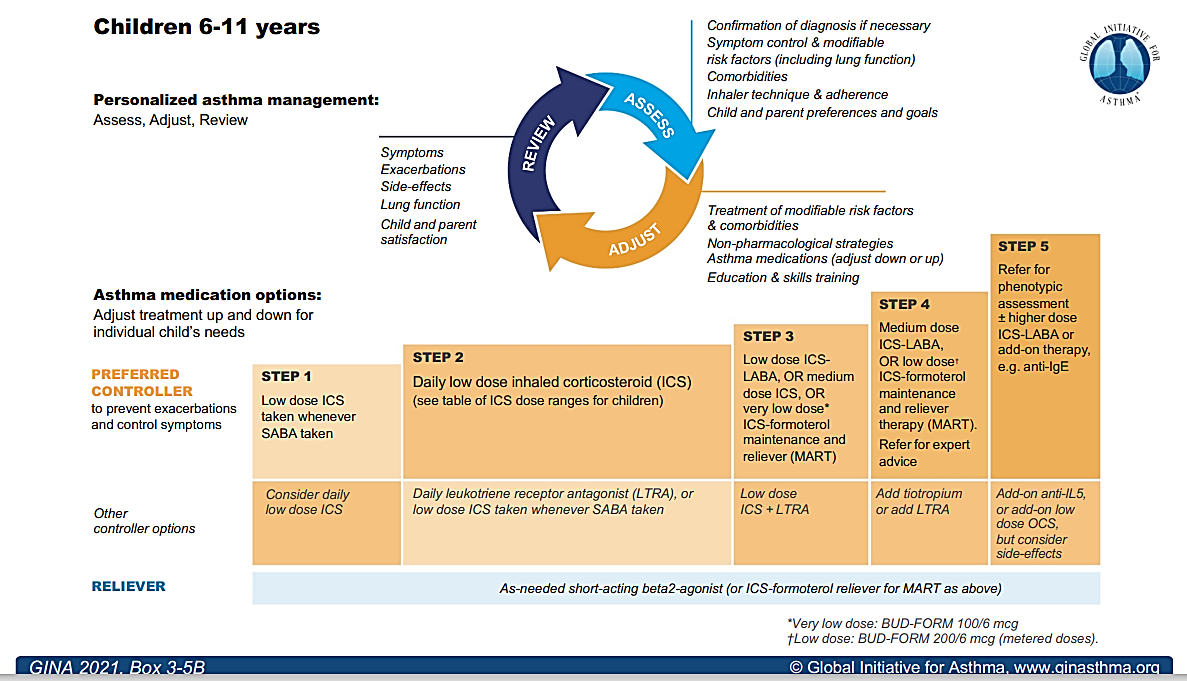 Children 6-11 years
Personalized asthma management:
Assess, Adjust, Review
Confirmation of diagnosis if necessary
Symptom control & modifiable
risk factors (including lung function)
Comorbidities
Inhaler technique & adherence
Child and parent preferences and goals
GLOBAL INITIATIVE FOR
ASTHMA
REVIEW
ASSESS
ADJUST
Symptoms
Exacerbations
Side-effects
Lung function
Child and parent
satisfaction
Treatment of modifiable risk factors
& comorbidities
Non-pharmacological strategies
Asthma medications (adjust down or up)
Education & skills training
Asthma medication options:
Adjust treatment up and down for
individual child's needs
PREFERRED
CONTROLLER
to prevent exacerbations
and control symptoms
STEP 1
Low dose ICS
taken whenever
SABA taken
STEP 2
Daily low dose inhaled corticosteroid (ICS)
(see table of ICS dose ranges for children)
STEP 3
Low dose ICS-
LABA, OR medium
dose ICS, OR
very low dose*
ICS-formoterol
maintenance and
reliever (MART)
STEP 4
Medium dose
ICS-LABA,
OR low dose†
ICS-formoterol
maintenance
and reliever
therapy (MART).
Refer for expert
advice
STEP 5
Refer for
phenotypic
assessment
± higher dose
ICS-LABA or
add-on therapy,
e.g. anti-IgE
Other
controller options
Consider daily
low dose ICS
Daily leukotriene receptor antagonist (LTRA), or
low dose ICS taken whenever SABA taken
Low dose
ICS + LTRA
Add tiotropium
or add LTRA
Add-on anti-IL5,
or add-on low
dose OCS,
but consider
side-effects
RELIEVER
As-needed short-acting beta2-agonist (or ICS-formoterol reliever for MART as above)
*Very low dose: BUD-FORM 100/6 mcg
†Low dose: BUD-FORM 200/6 mcg (metered doses).
GINA 2021, Box 3-5B
© Global Initiative for Asthma, www.ginasthma.org